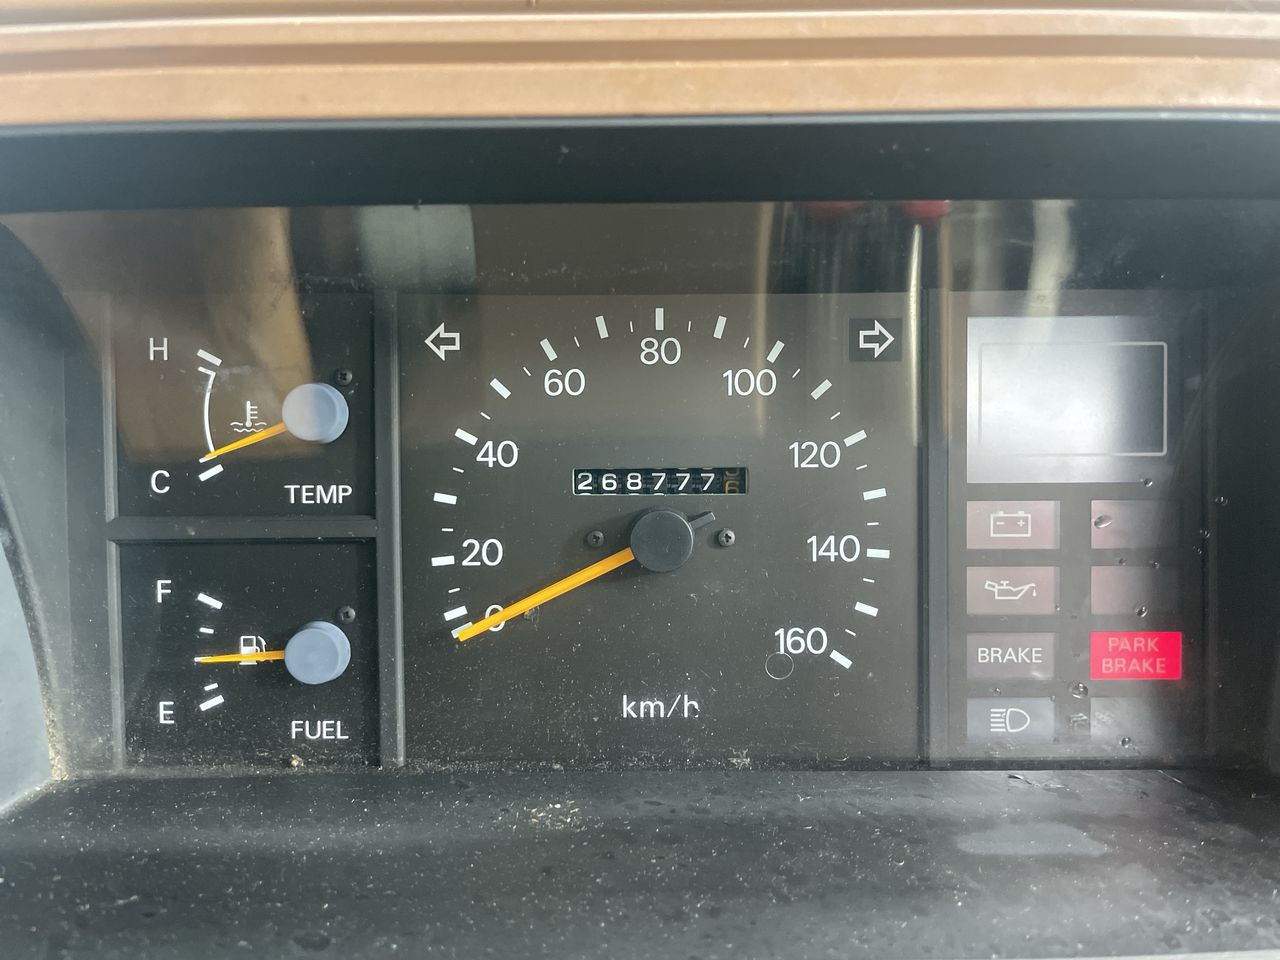 H
C
TEMP
F
E
FUEL
0
20
40
60
80
100
120
140
160
268777
km/h
BRAKE
PARK
BRAKE